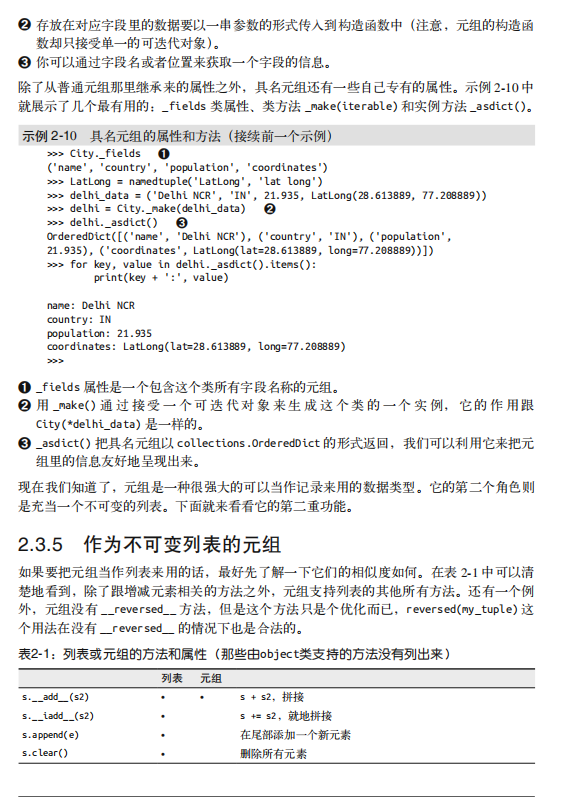 ❷ 存放在对应字段里的数据要以一串参数的形式传入到构造函数中（注意，元组的构造函
数却只接受单一的可迭代对象）。
❸ 你可以通过字段名或者位置来获取一个字段的信息。
除了从普通元组那里继承来的属性之外，具名元组还有一些自己专有的属性。示例 2-10 中
就展示了几个最有用的：_fields 类属性、类方法 _make(iterable) 和实例方法 _asdict()。
示例 2-10 具名元组的属性和方法（接续前一个示例）
>>> City._fields ❶
('name', 'country', 'population', 'coordinates')
>>> LatLong = namedtuple('LatLong', 'lat long')
>>> delhi_data = ('Delhi NCR', 'IN', 21.935, LatLong(28.613889, 77.208889))
>>> delhi = City._make(delhi_data) ❷
>>> delhi._asdict() ❸
OrderedDict([('name', 'Delhi NCR'), ('country', 'IN'), ('population',
21.935), ('coordinates', LatLong(lat=28.613889, long=77.208889))])
>>> for key, value in delhi._asdict().items():
print(key + ':', value)
name: Delhi NCR
country: IN
population: 21.935
coordinates: LatLong(lat=28.613889, long=77.208889)
>>>
❶ _fields 属性是一个包含这个类所有字段名称的元组。
❷ 用 _make() 通过接受一个可迭代对象来生成这个类的一个实例，它的作用跟
City(*delhi_data) 是一样的。
❸ _asdict() 把具名元组以 collections.OrderedDict 的形式返回，我们可以利用它来把元
组里的信息友好地呈现出来。
现在我们知道了，元组是一种很强大的可以当作记录来用的数据类型。它的第二个角色则
是充当一个不可变的列表。下面就来看看它的第二重功能。
2.3.5 作为不可变列表的元组
如果要把元组当作列表来用的话，最好先了解一下它们的相似度如何。在表 2-1 中可以清
楚地看到，除了跟增减元素相关的方法之外，元组支持列表的其他所有方法。还有一个例
外，元组没有 __reversed__ 方法，但是这个方法只是个优化而已，reversed(my_tuple) 这
个用法在没有 __reversed__ 的情况下也是合法的。
表2-1：列表或元组的方法和属性（那些由object类支持的方法没有列出来）
列表 元组
s.__add__(s2) • • s + s2，拼接
s.__iadd__(s2) • s += s2，就地拼接
s.append(e) • 在尾部添加一个新元素
s.clear() • 删除所有元素